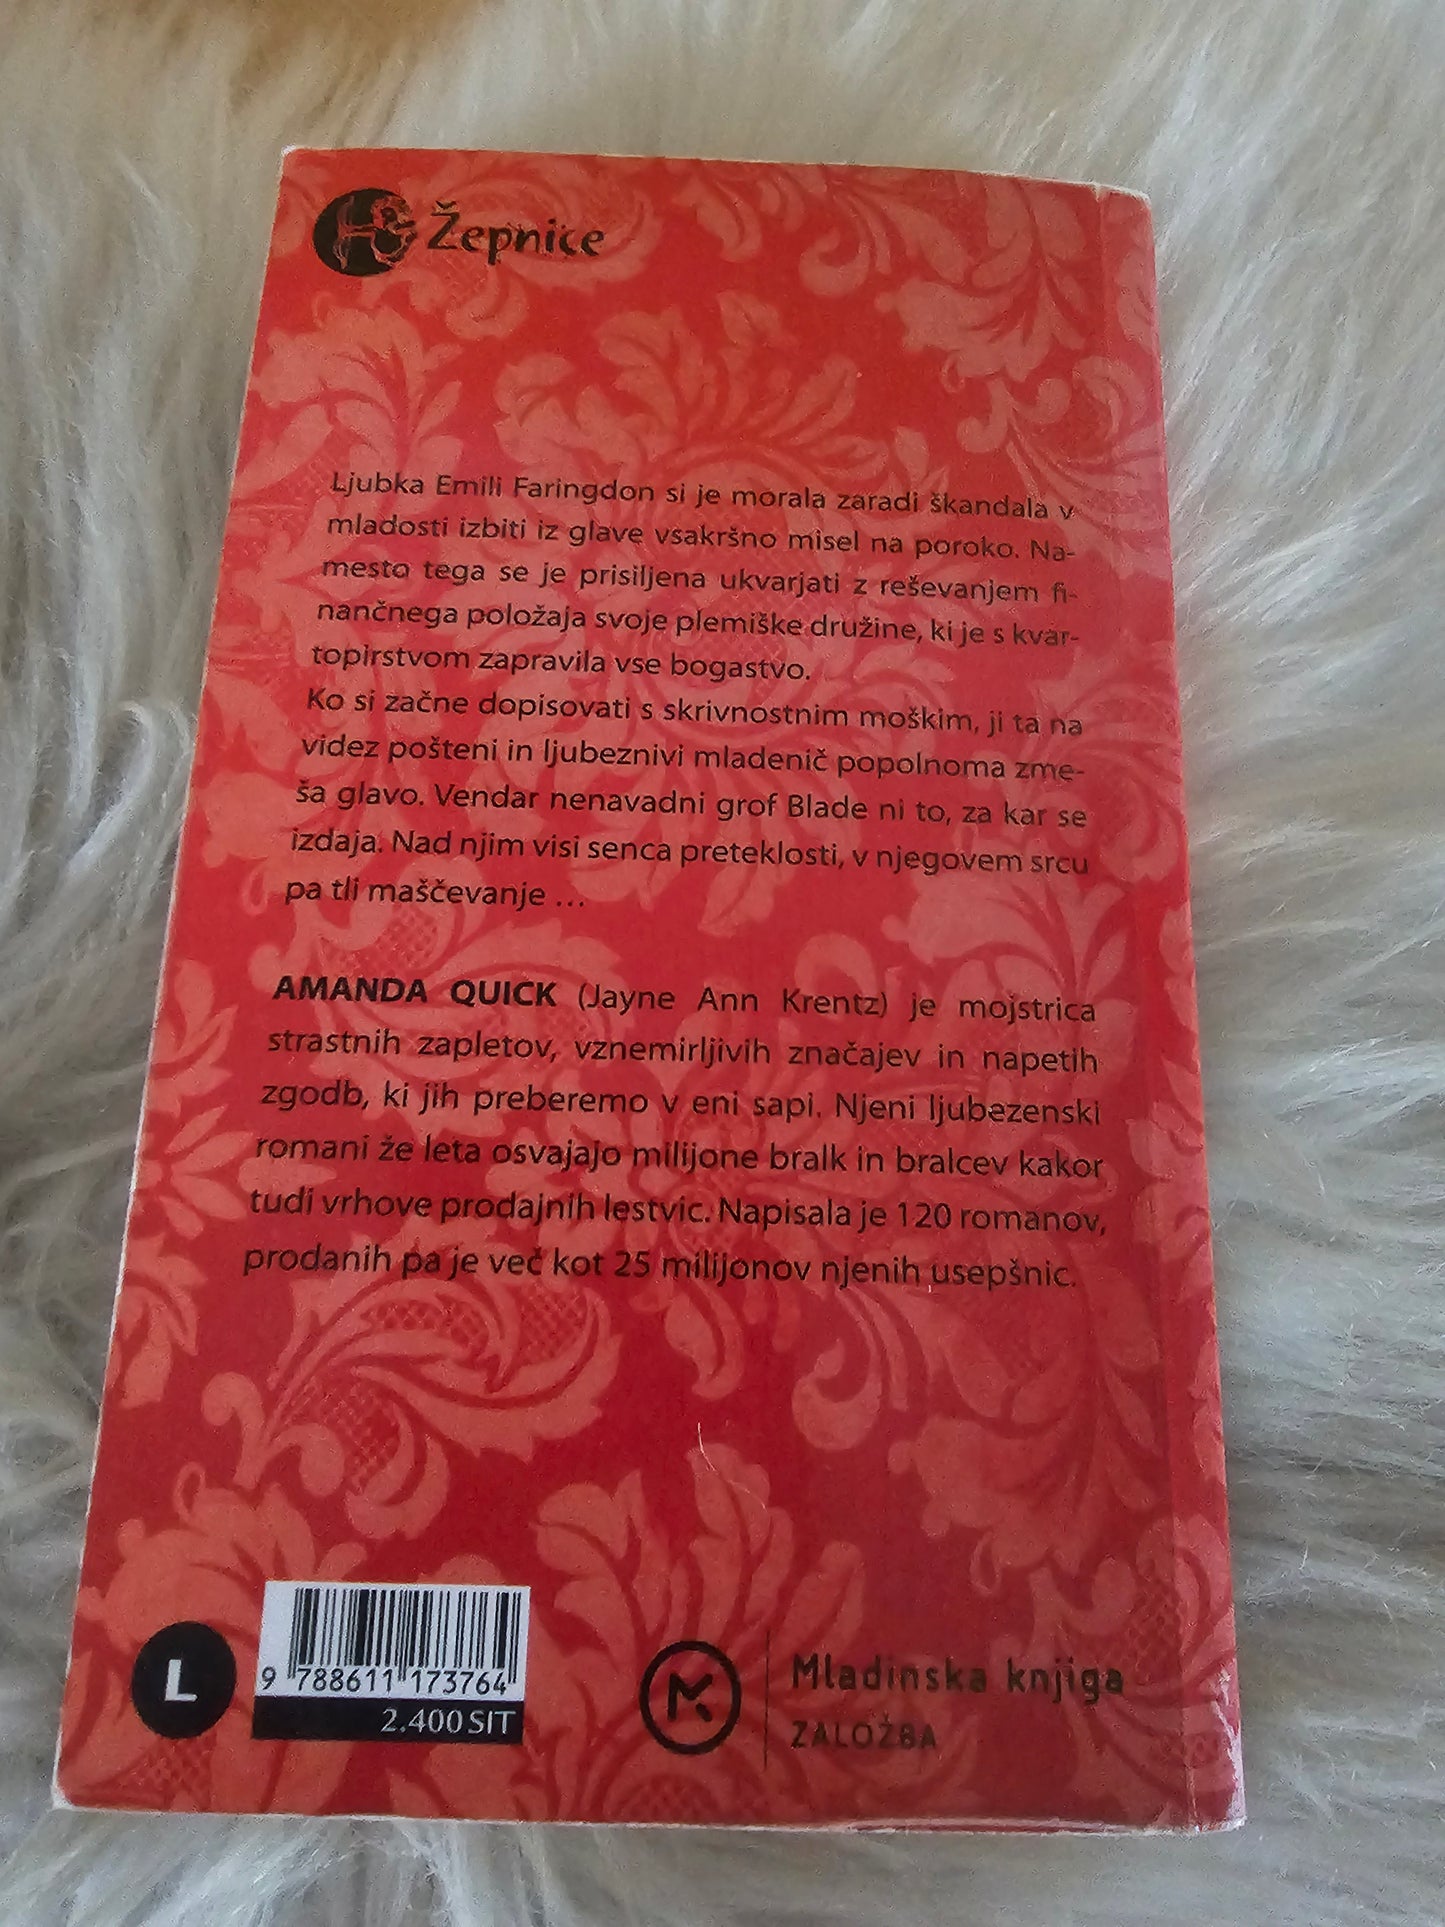 Žepnice
Ljubka Emili Faringdon si je morala zaradi škandala v
mladosti izbiti iz glave vsakršno misel na poroko. Na-
mesto tega se je prisiljena ukvarjati z reševanjem fi-
nančnega položaja svoje plemiške družine, ki je s kvar-
topirstvom zapravila vse bogastvo.
Ko si začne dopisovati s skrivnostnim moškim, ji ta na
videz pošteni in ljubeznivi mladenič popolnoma zme-
ša glavo. Vendar nenavadni grof Blade ni to, za kar se
izdaja. Nad njim visi senca preteklosti, v njegovem srcu
pa tli maščevanje ...
AMANDA QUICK (Jayne Ann Krentz) je mojstrica
strastnih zapletov, vznemirljivih značajev in napetih
zgodb, ki jih preberemo v eni sapi. Njeni ljubezenski
romani že leta osvajajo milijone bralk in bralcev kakor
tudi vrhove prodajnih lestvic. Napisala je 120 romanov,
prodanih pa je več kot 25 milijonov njenih usepšnic.
L
9 788611 173764
2.400 SIT
Mladinska knjiga
ZALOŽBA